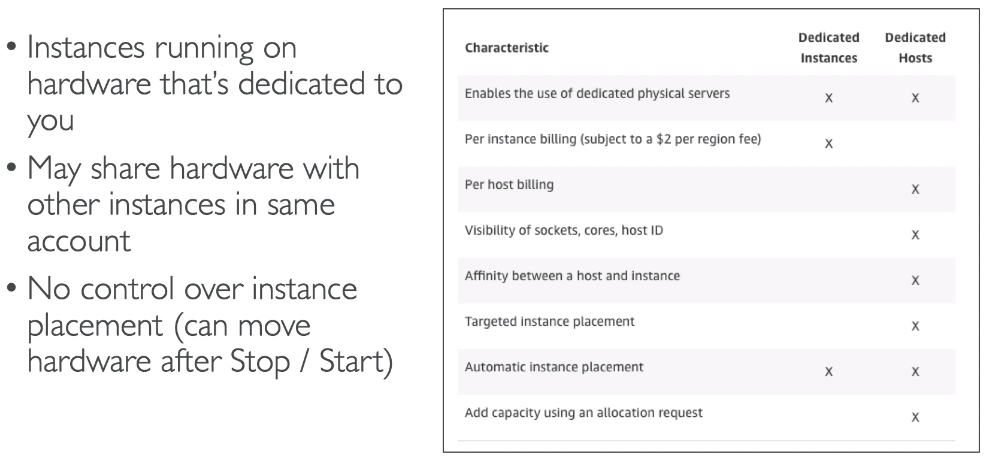 • Instances running on
hardware that's dedicated to
you
• May share hardware with
other instances in same
account
• No control over instance
placement (can move
hardware after Stop / Start)
Characteristic Dedicated Instances Dedicated Hosts
Enables the use of dedicated physical servers X X
Per instance billing (subject to a $2 per region fee) X
Per host billing X
Visibility of sockets, cores, host ID X
Affinity between a host and instance X
Targeted instance placement X
Automatic instance placement X X
Add capacity using an allocation request X